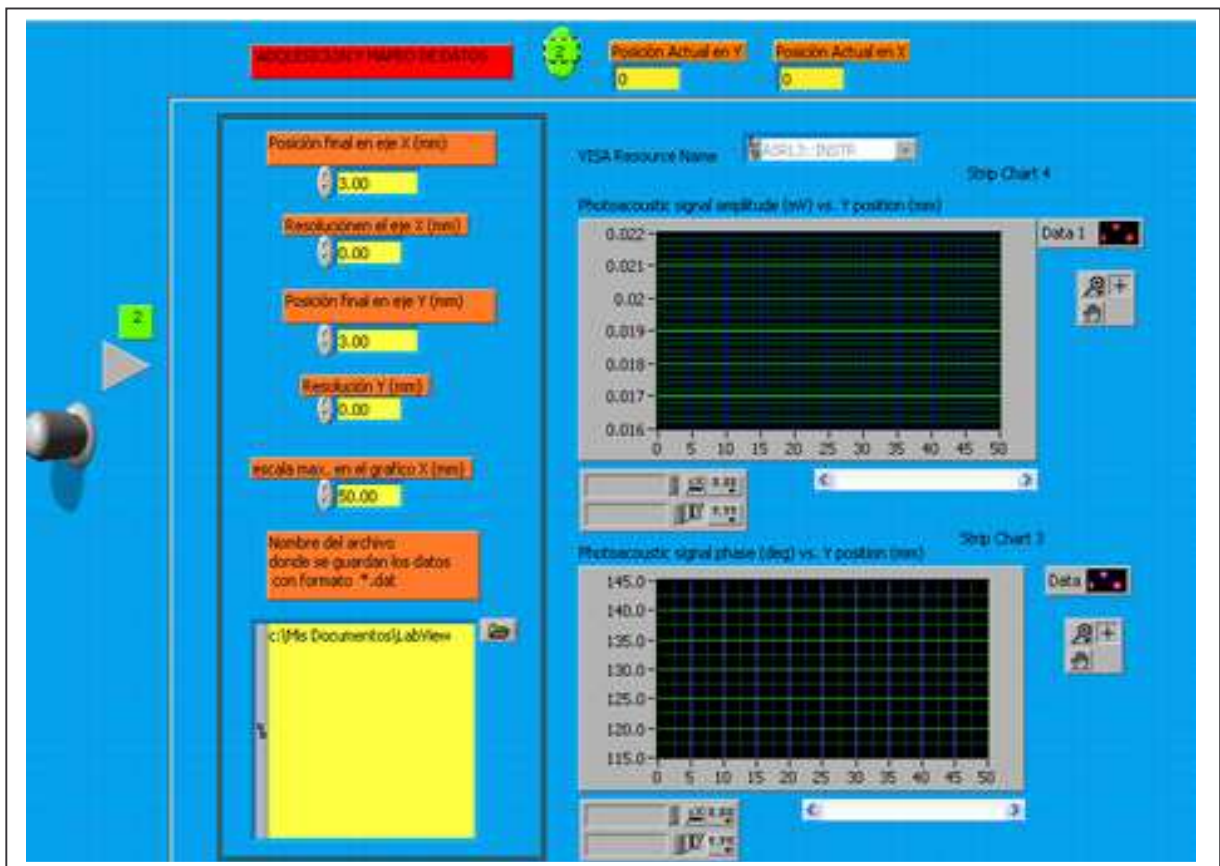 ADQUISICION Y MAPEO DE DATOS
2
Posición Actual en Y
0
Posición Actual en X
0
Posición final en eje X (mm)
3.00
Resoluciónen el eje X (mm)
0.00
Posición final en eje Y (mm)
3.00
Resolución Y (mm)
0.00
escala max. en el grafico X (mm)
50.00
Nombre del archivo
donde se guardan los datos
con formato *.dat
c:\Mis Documentos\LabView
2
VISA Resource Name
ASRL3::INSTR
Strip Chart 4
Photoacoustic signal amplitude (mV) vs. Y position (mm)
Data 1
0.022
0.021
0.02
0.019
0.018
0.017
0.016
0 5 10 15 20 25 30 35 40 45 50
Strip Chart 3
Photoacoustic signal phase (deg) vs. Y position (mm)
Data
145.0
140.0
135.0
130.0
125.0
120.0
115.0
0 5 10 15 20 25 30 35 40 45 50